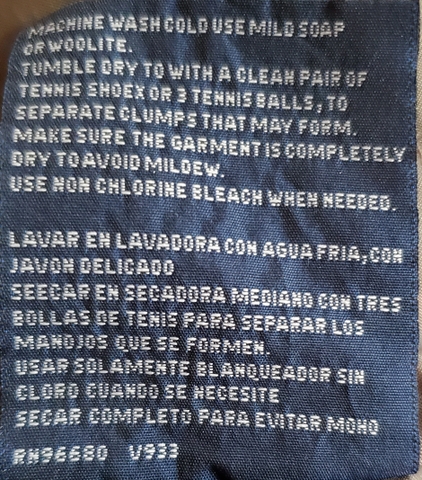 MACHINE WASH COLD USE MILD SOAP
OR WOOLITE.
TUMBLE DRY TO WITH A CLEAN PAIR OF
TENNIS SHOEX OR 3 TENNIS BALLS, TO
SEPARATE CLUMPS THAT MAY FORM.
MAKE SURE THE GARMENT IS COMPLETELY
DRY TO AVOID MILDEW.
USE NON CHLORINE BLEACH WHEN NEEDED.
LAVAR EN LAVADORA CON AGUA FRIA, CON
JAVON DELICADO
SEECAR EN SECADORA MEDIANO CON TRES
BOLLAS DE TENIS PARA SEPARAR LOS
MANOJOS QUE SE FORMEN.
USAR SOLAMENTE BLANQUEADOR SIN
CLORO CUANDO SE NECESITE
SECAR COMPLETO PARA EVITAR MOHO
RN96680 V933